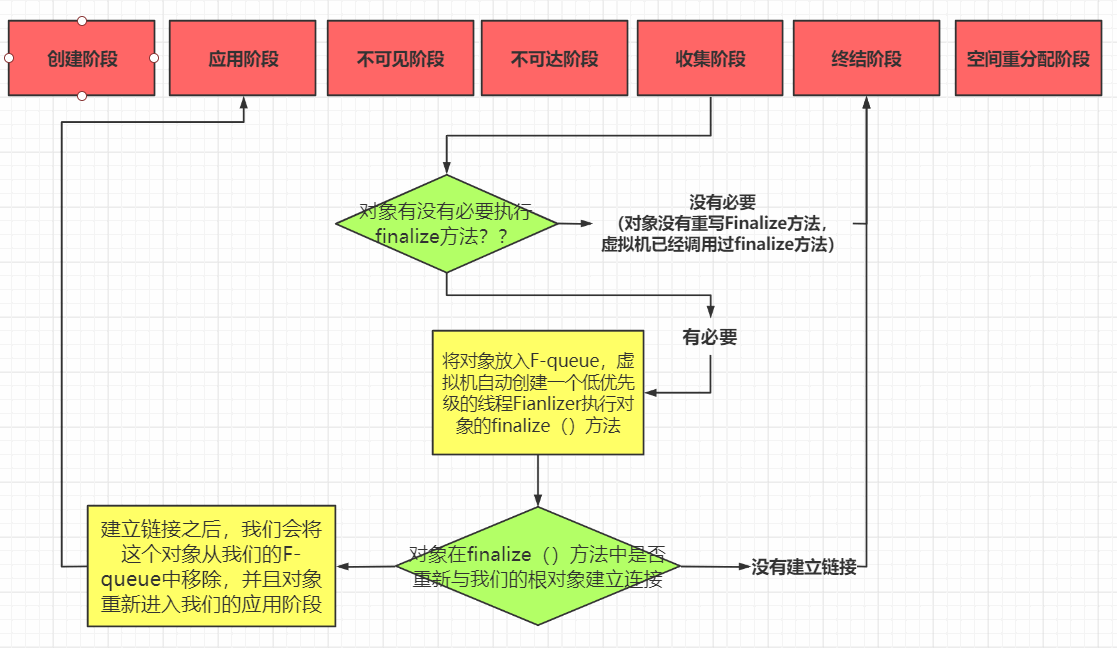 创建阶段
应用阶段
不可见阶段
不可达阶段
收集阶段
终结阶段
空间重分配阶段
对象有没有必要执行
finalize方法？？
没有必要
（对象没有重写Finalize方法，
虚拟机已经调用过finalize方法）
有必要
将对象放入F-queue，虚
拟机自动创建一个低优先
级的线程Fianlizer执行对
象的finalize（）方法
对象在finalize（）方法中是否
重新与我们的根对象建立连接
没有建立链接
建立链接之后，我们会将
这个对象从我们的F-
queue中移除，并且对象
重新进入我们的应用阶段